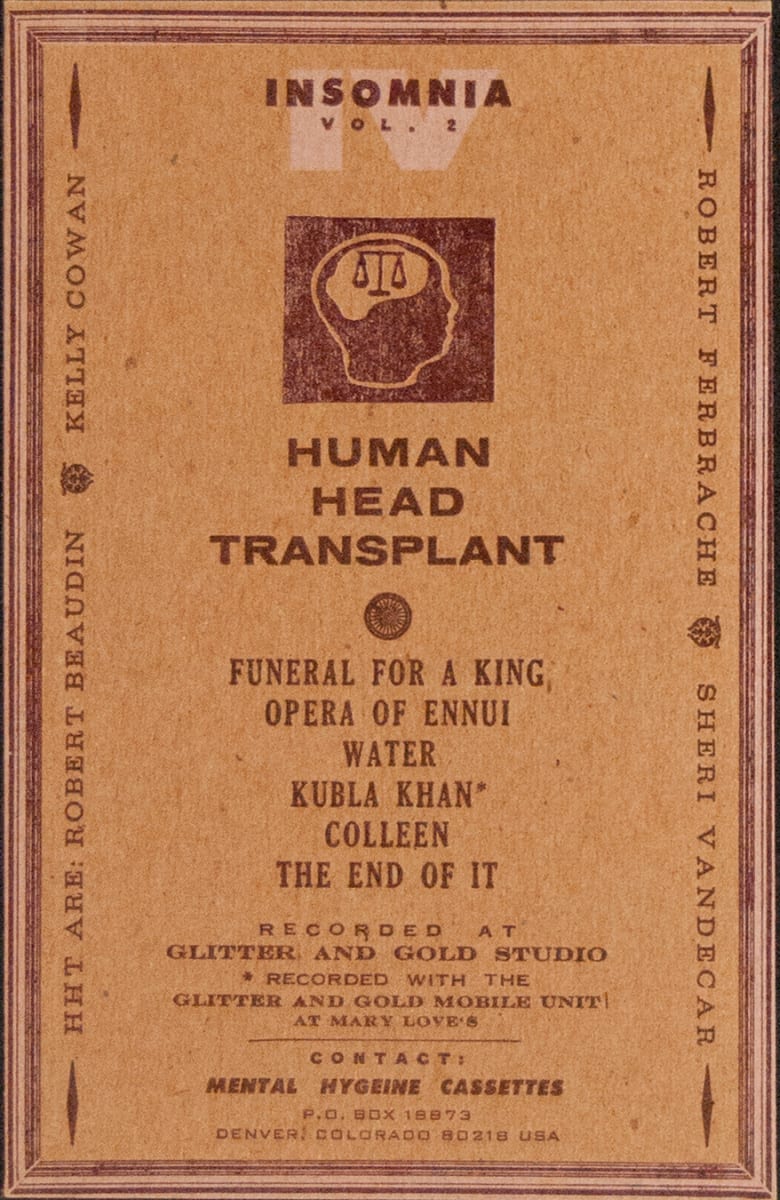 IV
INSOMNIA
VOL. 2
HUMAN
HEAD
TRANSPLANT
FUNERAL FOR A KING
OPERA OF ENNUI
WATER
KUBLA KHAN*
COLLEEN
THE END OF IT
RECORDED AT
GLITTER AND GOLD STUDIO
* RECORDED WITH THE
GLITTER AND GOLD MOBILE UNIT
AT MARY LOVE'S
CONTACT:
MENTAL HYGEINE CASSETTES
P.O. BOX 18873
DENVER, COLORADO 80218 USA
HHT ARE: ROBERT BEAUDIN KELLY COWAN
ROBERT FERBRACHE SHERI VANDECAR